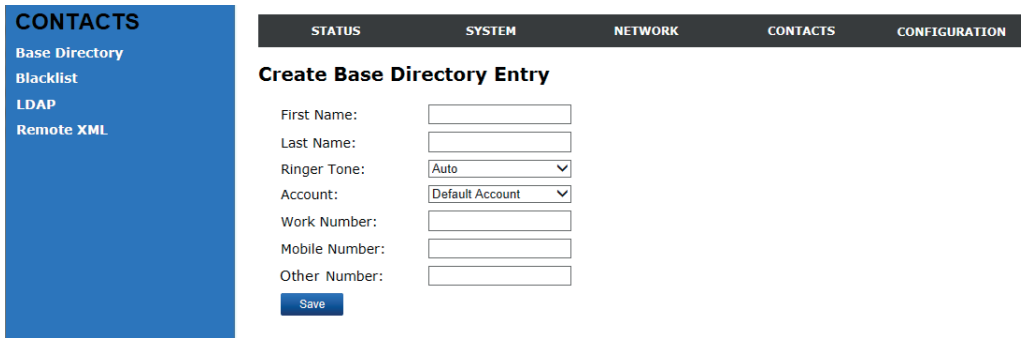 CONTACTS
Base Directory
Blacklist
LDAP
Remote XML
STATUS SYSTEM NETWORK CONTACTS CONFIGURATION
Create Base Directory Entry
First Name:
Last Name:
Ringer Tone: Auto
Account: Default Account
Work Number:
Mobile Number:
Other Number:
Save